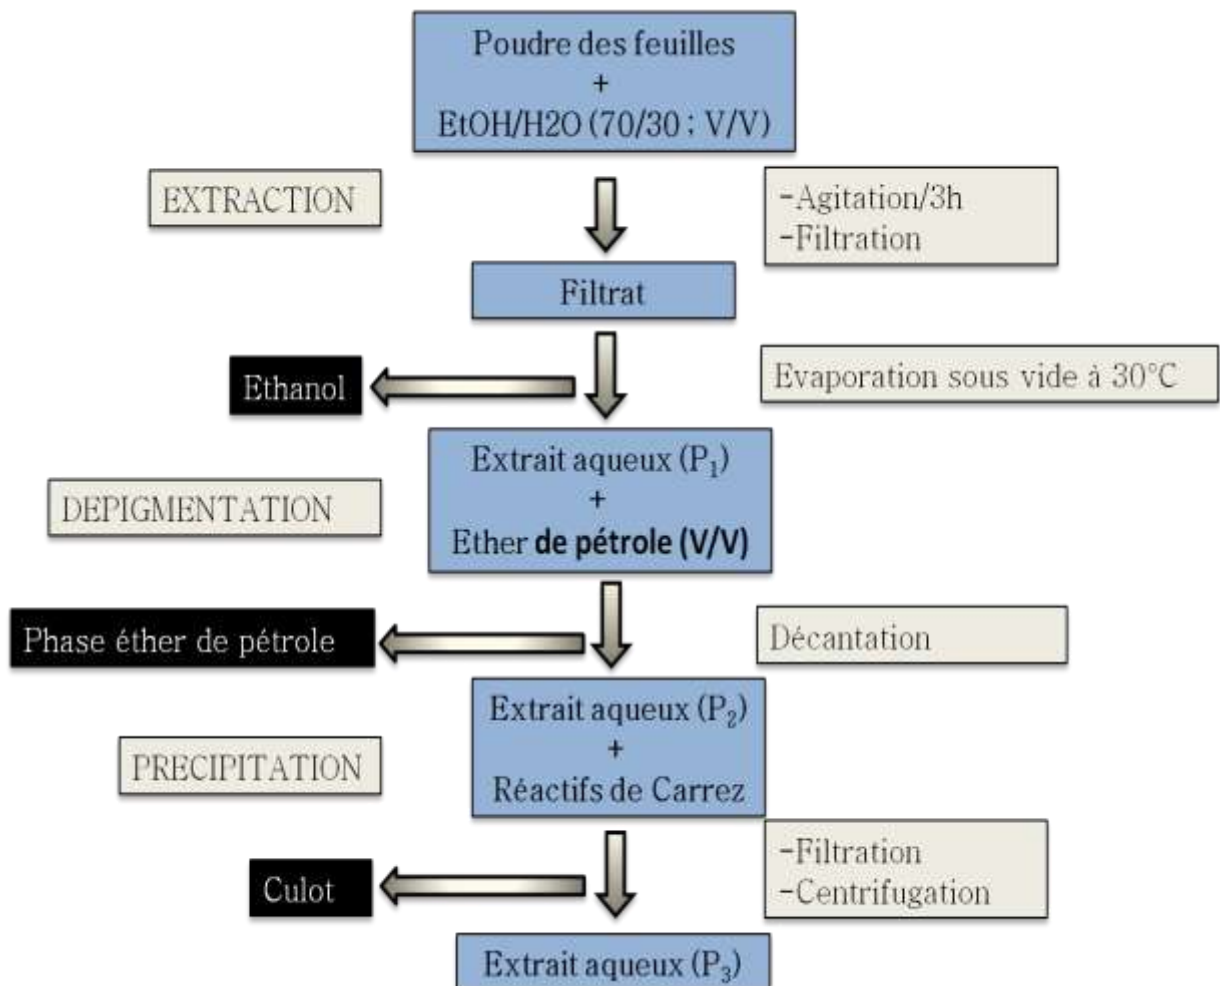 Poudre des feuilles
+
EtOH/H2O (70/30 ; V/V)
EXTRACTION
-Agitation/3h
-Filtration
Filtrat
Ethanol
Evaporation sous vide à 30°C
Extrait aqueux (P₁)
+
Ether de pétrole (V/V)
DEPIGMENTATION
Phase éther de pétrole
Décantation
Extrait aqueux (P₂)
+
Réactifs de Carrez
PRECIPITATION
-Filtration
-Centrifugation
Culot
Extrait aqueux (P₃)